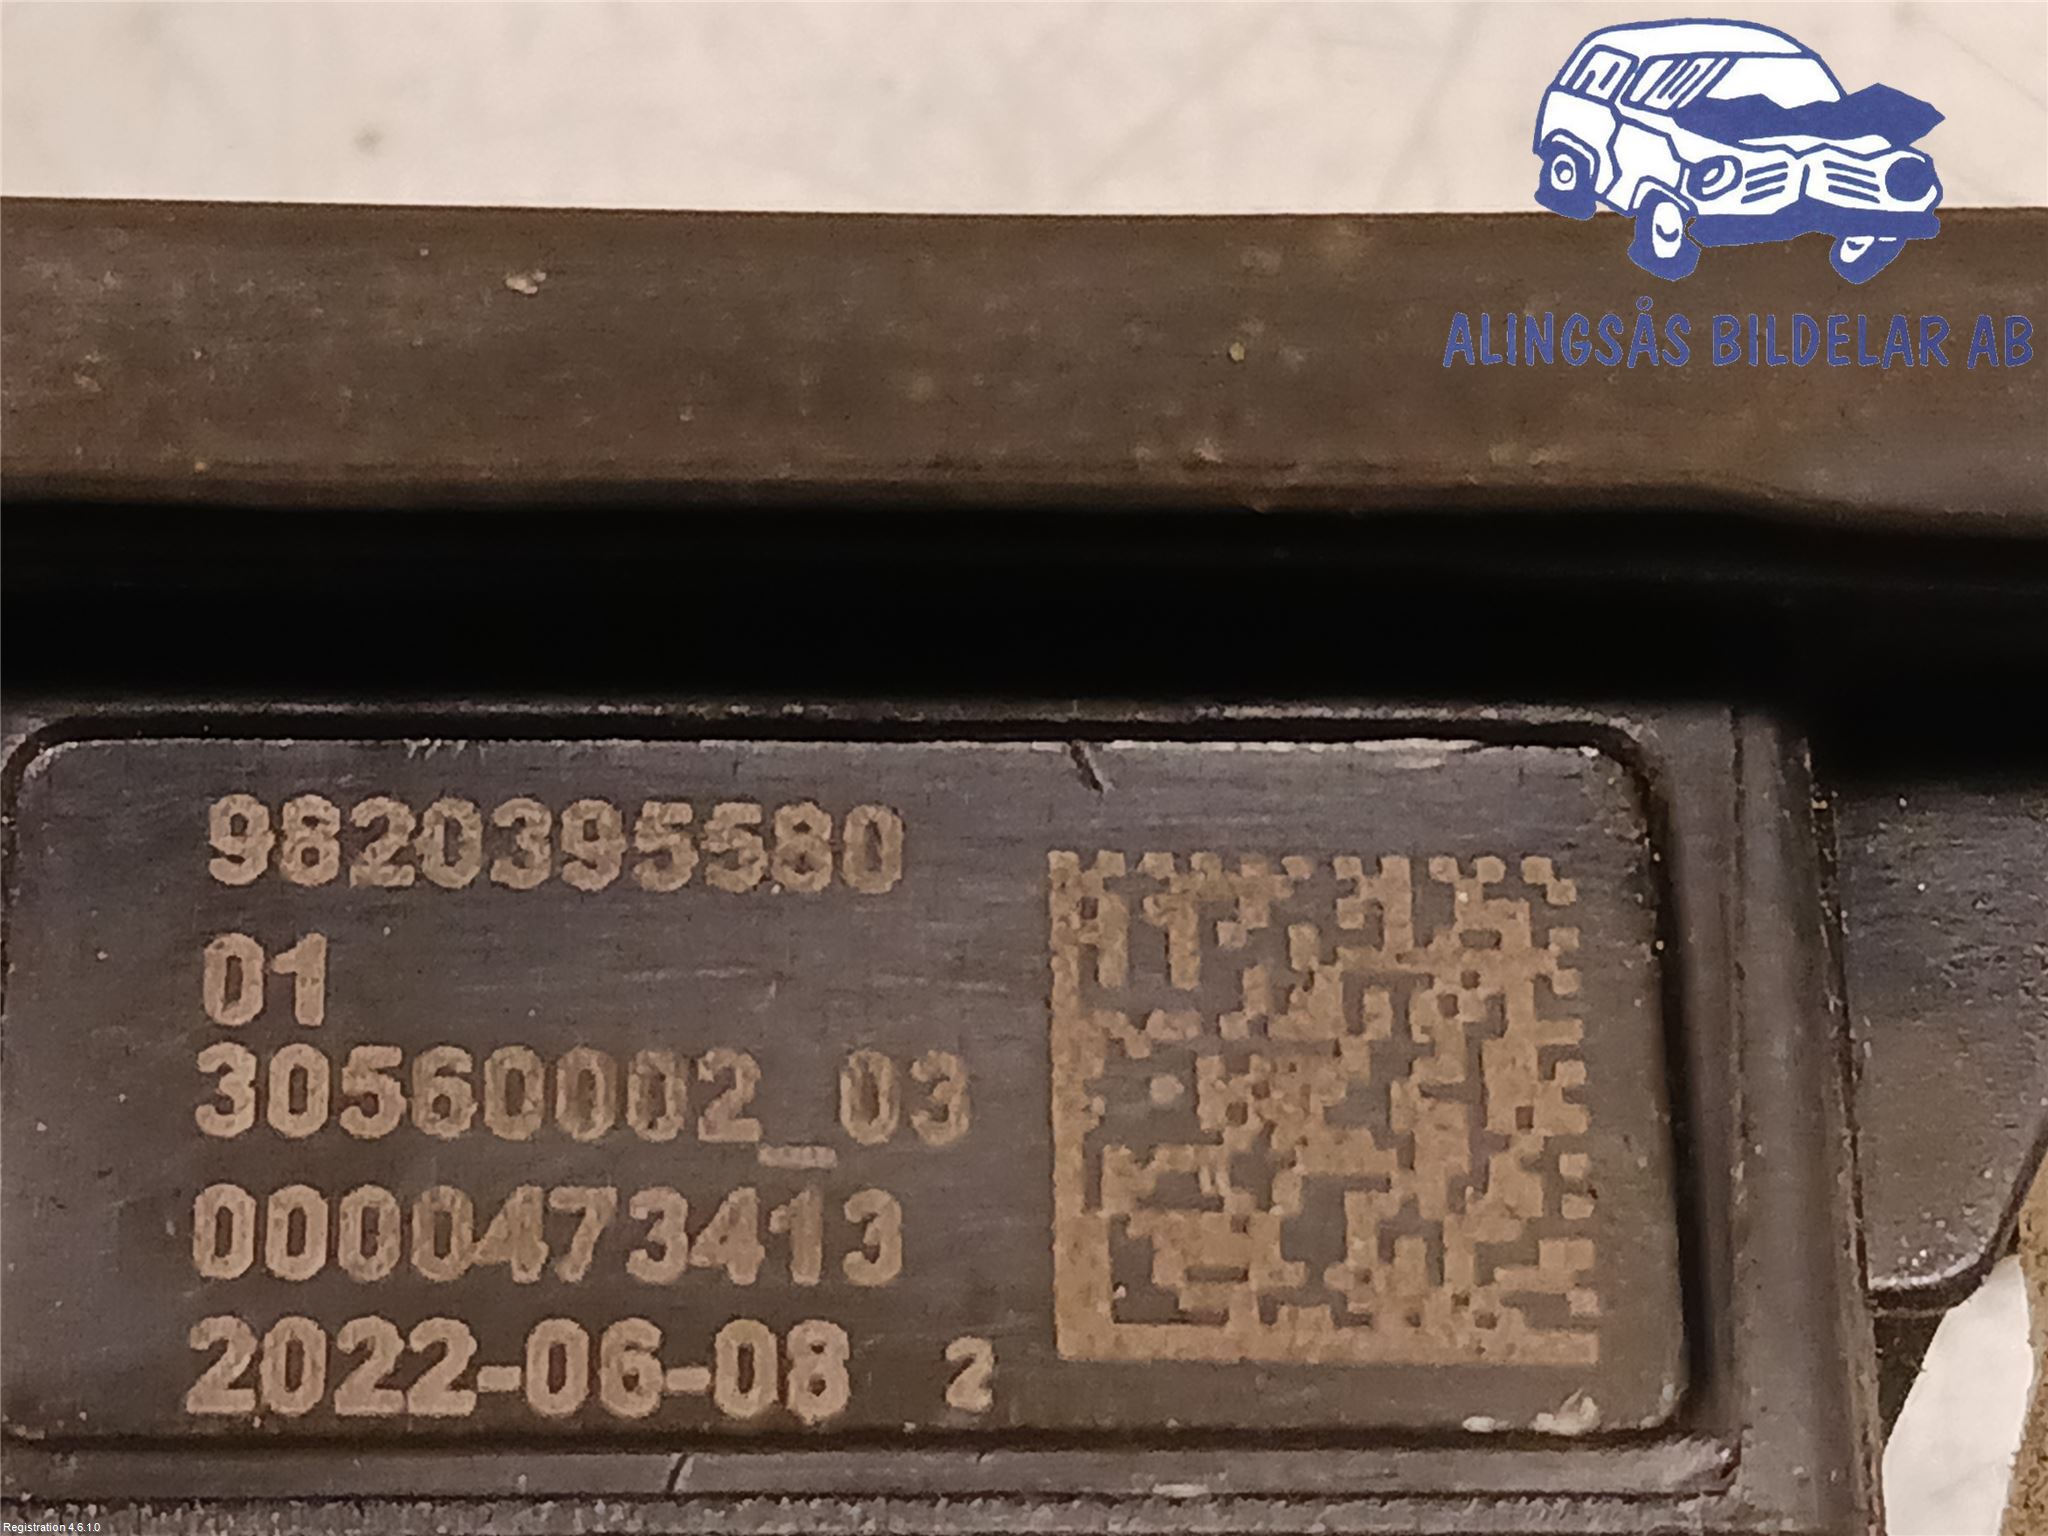 ALINGSÅS BILDELAR AB
9820395580
01
30560002_03
0000473413
2022-06-08 2
Registration 4.6.1.0